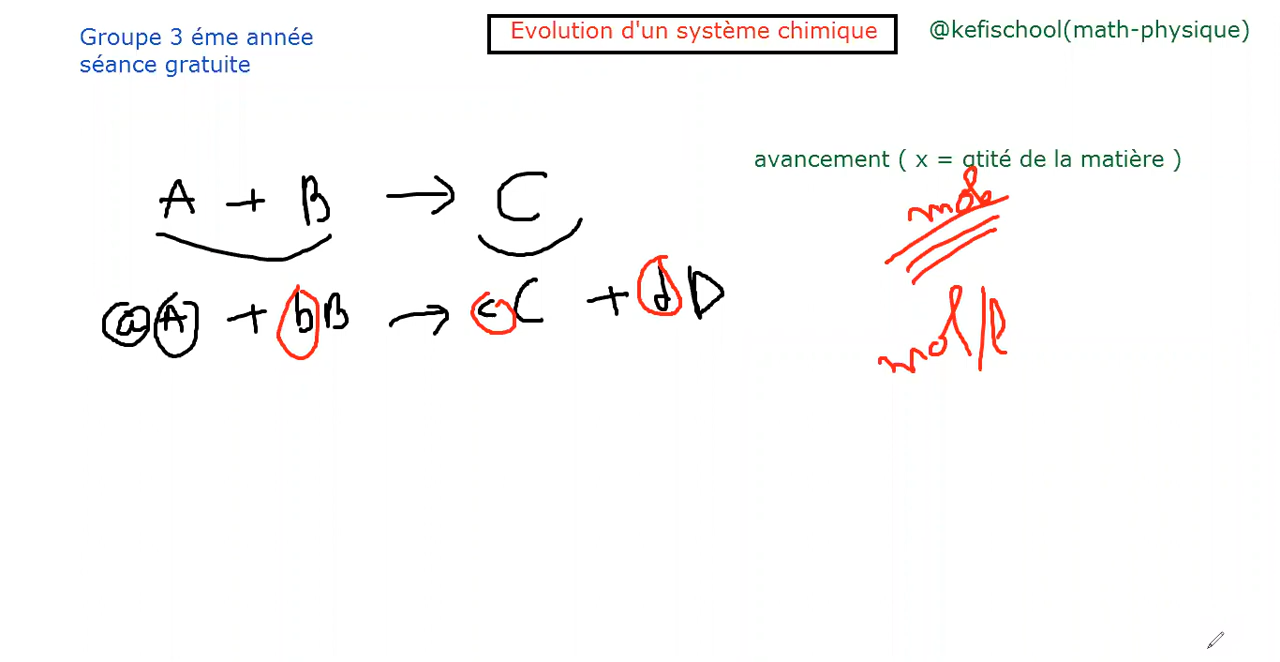 Groupe 3 éme année
séance gratuite
Evolution d'un système chimique
@kefischool(math-physique)
avancement ( x = qtité de la matière )
mole
A + B → C
aA + bB → cC + dD
mol/l